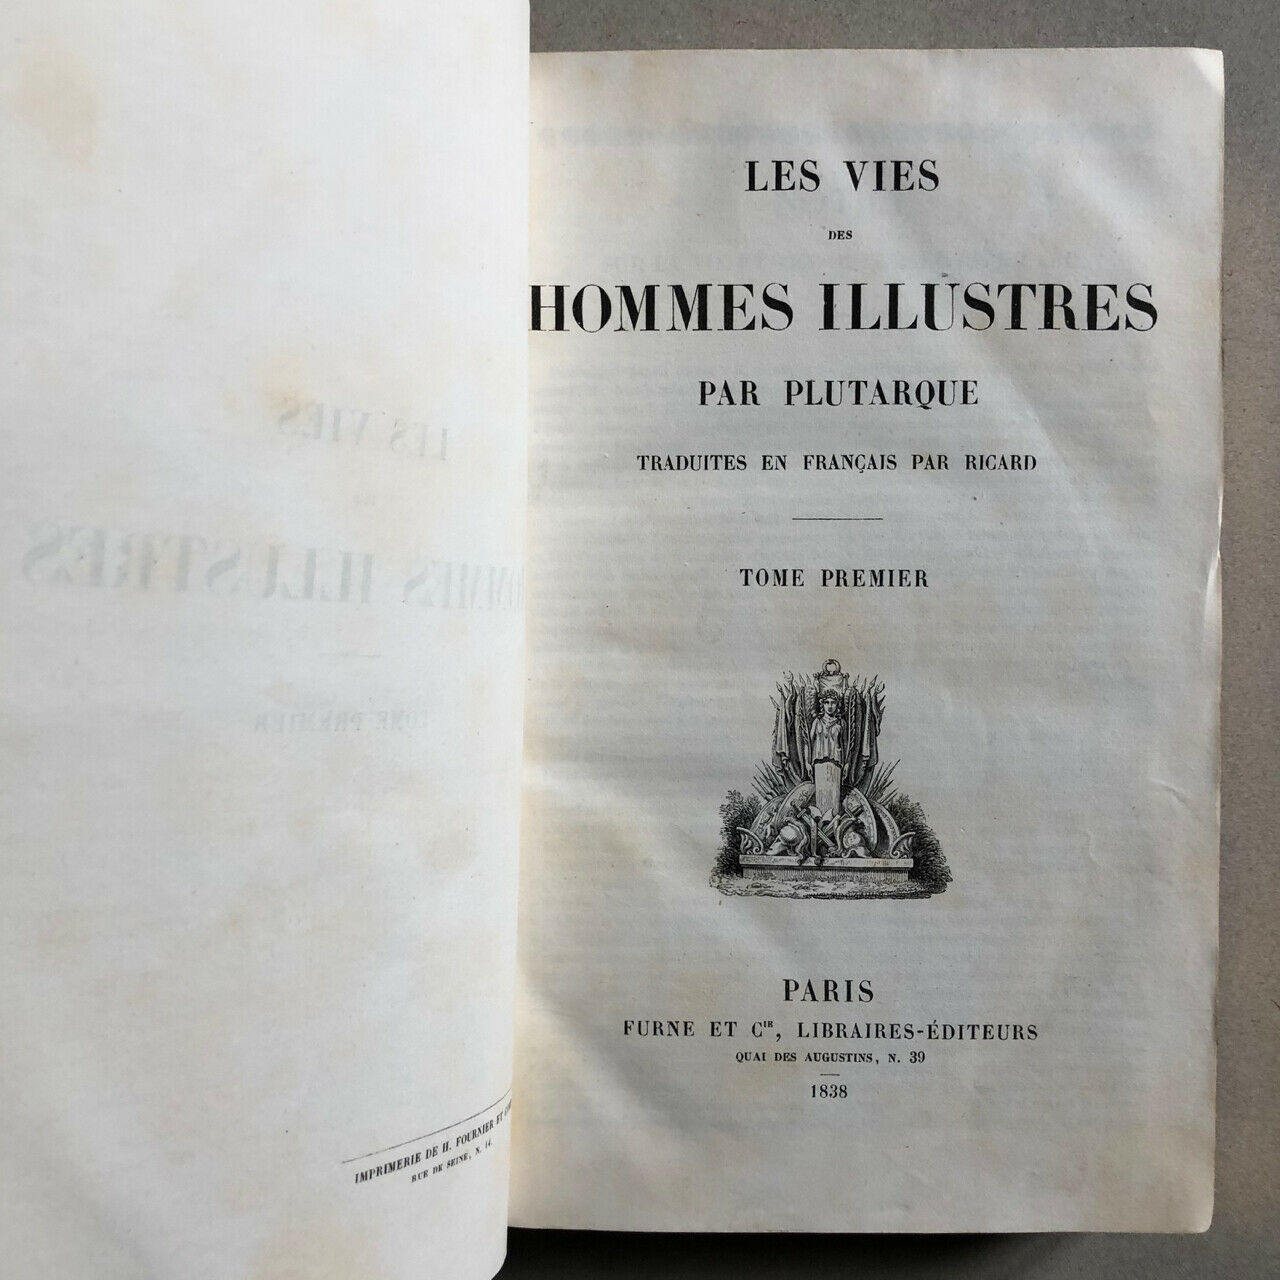 IMPRIMERIE DE H. FOURNIER ET
RUE DE SEINE, N. 14.
LES VIES
DES
HOMMES ILLUSTRES
PAR PLUTARQUE
TRADUITES EN FRANÇAIS PAR RICARD
TOME PREMIER
PARIS
FURNE ET Cie, LIBRAIRES-ÉDITEURS
QUAI DES AUGUSTINS, N. 39
1838